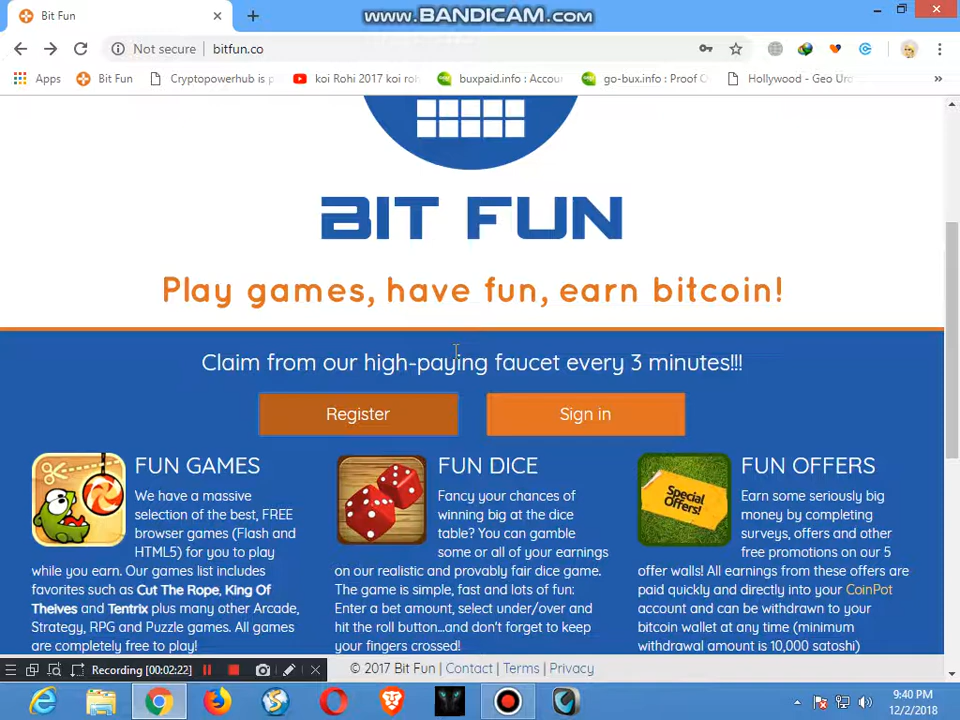 Bit Fun
www.BANDICAM.com
Not secure
bitfun.co
Apps
Bit Fun
Cryptopowerhub is p
koi Rohi 2017 koi roh
buxpaid.info : Accou
go-bux.info : Proof O
Hollywood - Geo Urd
»
BIT FUN
Play games, have fun, earn bitcoin!
Claim from our high-paying faucet every 3 minutes!!!
Register
Sign in
FUN GAMES
We have a massive
selection of the best, FREE
browser games (Flash and
HTML5) for you to play
while you earn. Our games list includes
favorites such as Cut The Rope, King Of
Theives and Tentrix plus many other Arcade,
Strategy, RPG and Puzzle games. All games
are completely free to play!
FUN DICE
Fancy your chances of
winning big at the dice
table? You can gamble
some or all of your earnings
on our realistic and provably fair dice game.
The game is simple, fast and lots of fun:
Enter a bet amount, select under/over and
hit the roll button...and don't forget to keep
your fingers crossed!
Special
Offers!
FUN OFFERS
Earn some seriously big
money by completing
surveys, offers and other
free promotions on our 5
offer walls! All earnings from these offers are
paid quickly and directly into your CoinPot
account and can be withdrawn to your
bitcoin wallet at any time (minimum
withdrawal amount is 10,000 satoshi)
Recording [00:02:22]
© 2017 Bit Fun | Contact | Terms | Privacy
9:40 PM
12/2/2018